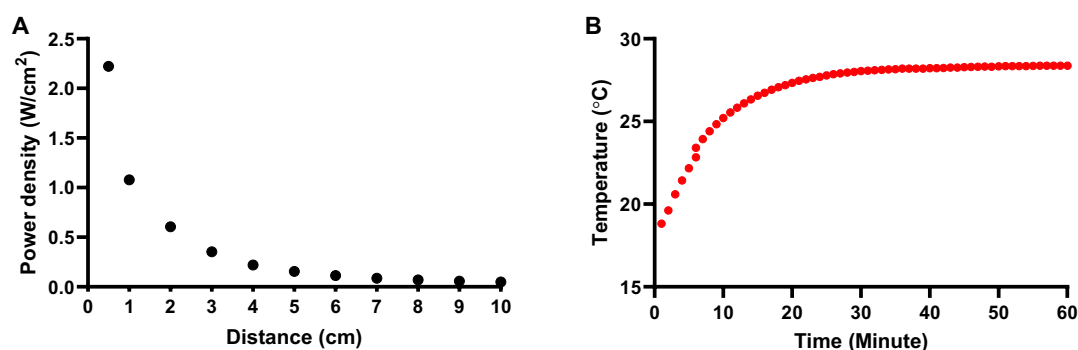 A
Power density (W/cm²)
2.5
2.0
1.5
1.0
0.5
0.0
0 1 2 3 4 5 6 7 8 9 10
Distance (cm)
B
Temperature (°C)
30
25
20
15
0 10 20 30 40 50 60
Time (Minute)